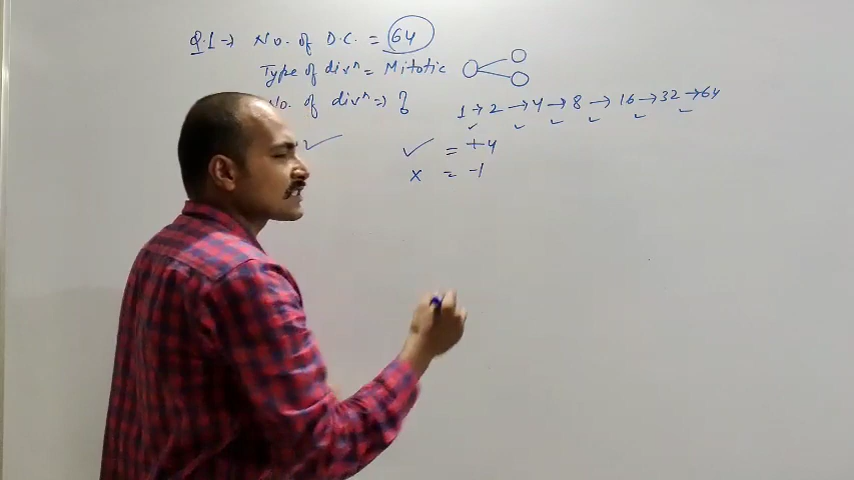 Q.1 → No. of D.C. = 64
Type of divⁿ = Mitotic
No. of divⁿ ⇒ ?
1 → 2 → 4 → 8 → 16 → 32 → 64
✓ = +4
x = -1